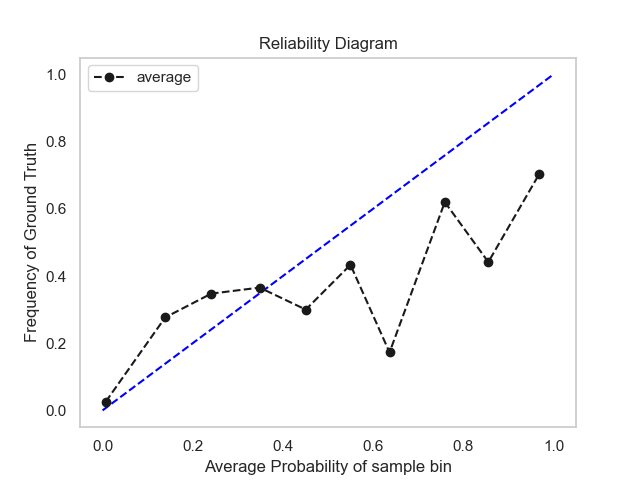 Reliability Diagram
average
Frequency of Ground Truth
1.0
0.8
0.6
0.4
0.2
0.0
0.0 0.2 0.4 0.6 0.8 1.0
Average Probability of sample bin